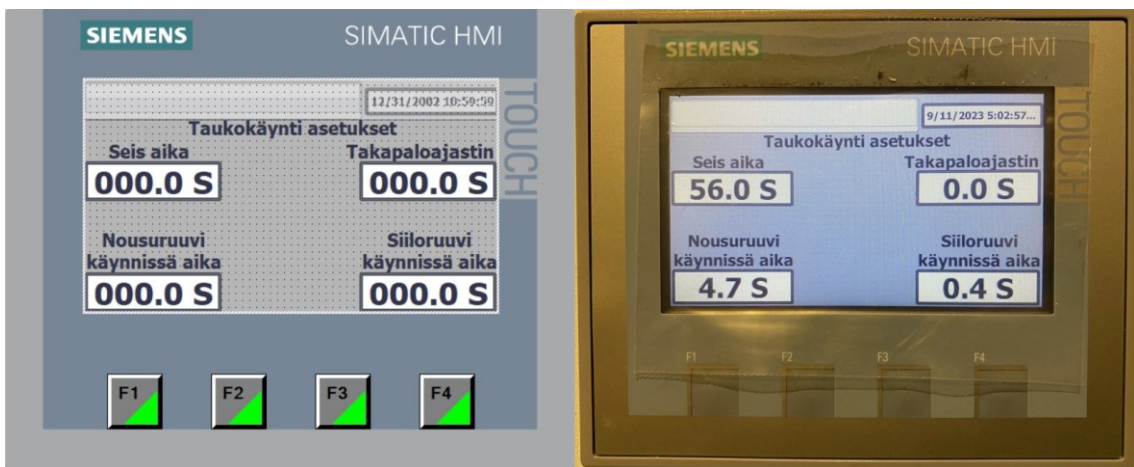 SIEMENS
SIMATIC HMI
TOUCH
12/31/2002 10:59:59
Taukokäynti asetukset
Seis aika
Takapaloajastin
000.0 S
000.0 S
Nousuruuvi
käynnissä aika
Siiloruuvi
käynnissä aika
000.0 S
000.0 S
F1
F2
F3
F4
SIEMENS
SIMATIC HMI
TOUCH
9/11/2023 5:02:57...
Taukokäynti asetukset
Seis aika
Takapaloajastin
56.0 S
0.0 S
Nousuruuvi
käynnissä aika
Siiloruuvi
käynnissä aika
4.7 S
0.4 S
F1
F2
F3
F4